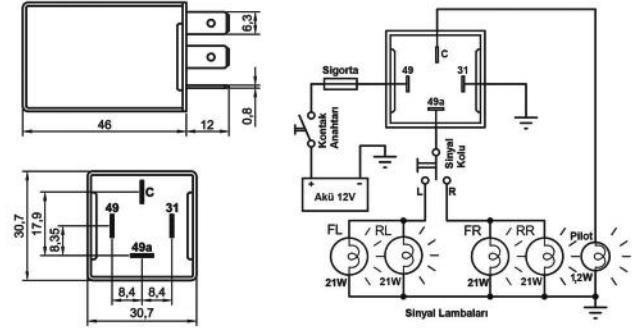 6,3
46
12
0,8
C
49
31
49a
30,7
17,9
8,35
8,4
8,4
30,7
C
49
31
49a
Sigorta
Kontak
Anahtarı
Akü 12V
+
-
Sinyal
Kolu
L
R
FL
RL
FR
RR
Pilot
21W
21W
21W
21W
1,2W
Sinyal Lambaları